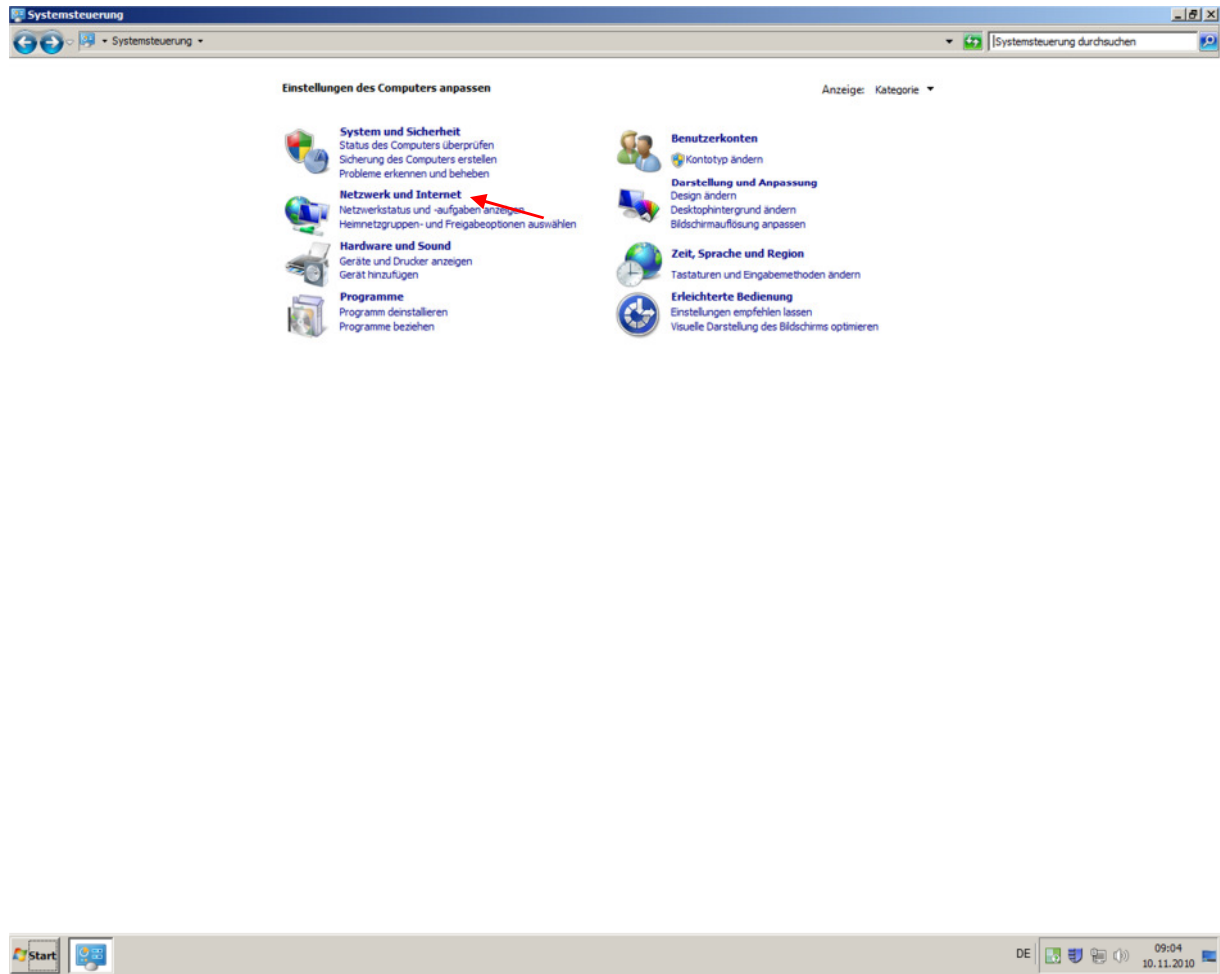 Systemsteuerung
Systemsteuerung
Systemsteuerung durchsuchen
Einstellungen des Computers anpassen
Anzeige: Kategorie
System und Sicherheit
Status des Computers überprüfen
Sicherung des Computers erstellen
Probleme erkennen und beheben
Netzwerk und Internet
Netzwerkstatus und -aufgaben anzeigen
Heimnetzgruppen- und Freigabeoptionen auswählen
Hardware und Sound
Geräte und Drucker anzeigen
Gerät hinzufügen
Programme
Programm deinstallieren
Programme beziehen
Benutzerkonten
Kontotyp ändern
Darstellung und Anpassung
Design ändern
Desktophintergrund ändern
Bildschirmauflösung anpassen
Zeit, Sprache und Region
Tastaturen und Eingabemethoden ändern
Erleichterte Bedienung
Einstellungen empfehlen lassen
Visuelle Darstellung des Bildschirms optimieren
Start
DE
09:04
10.11.2010